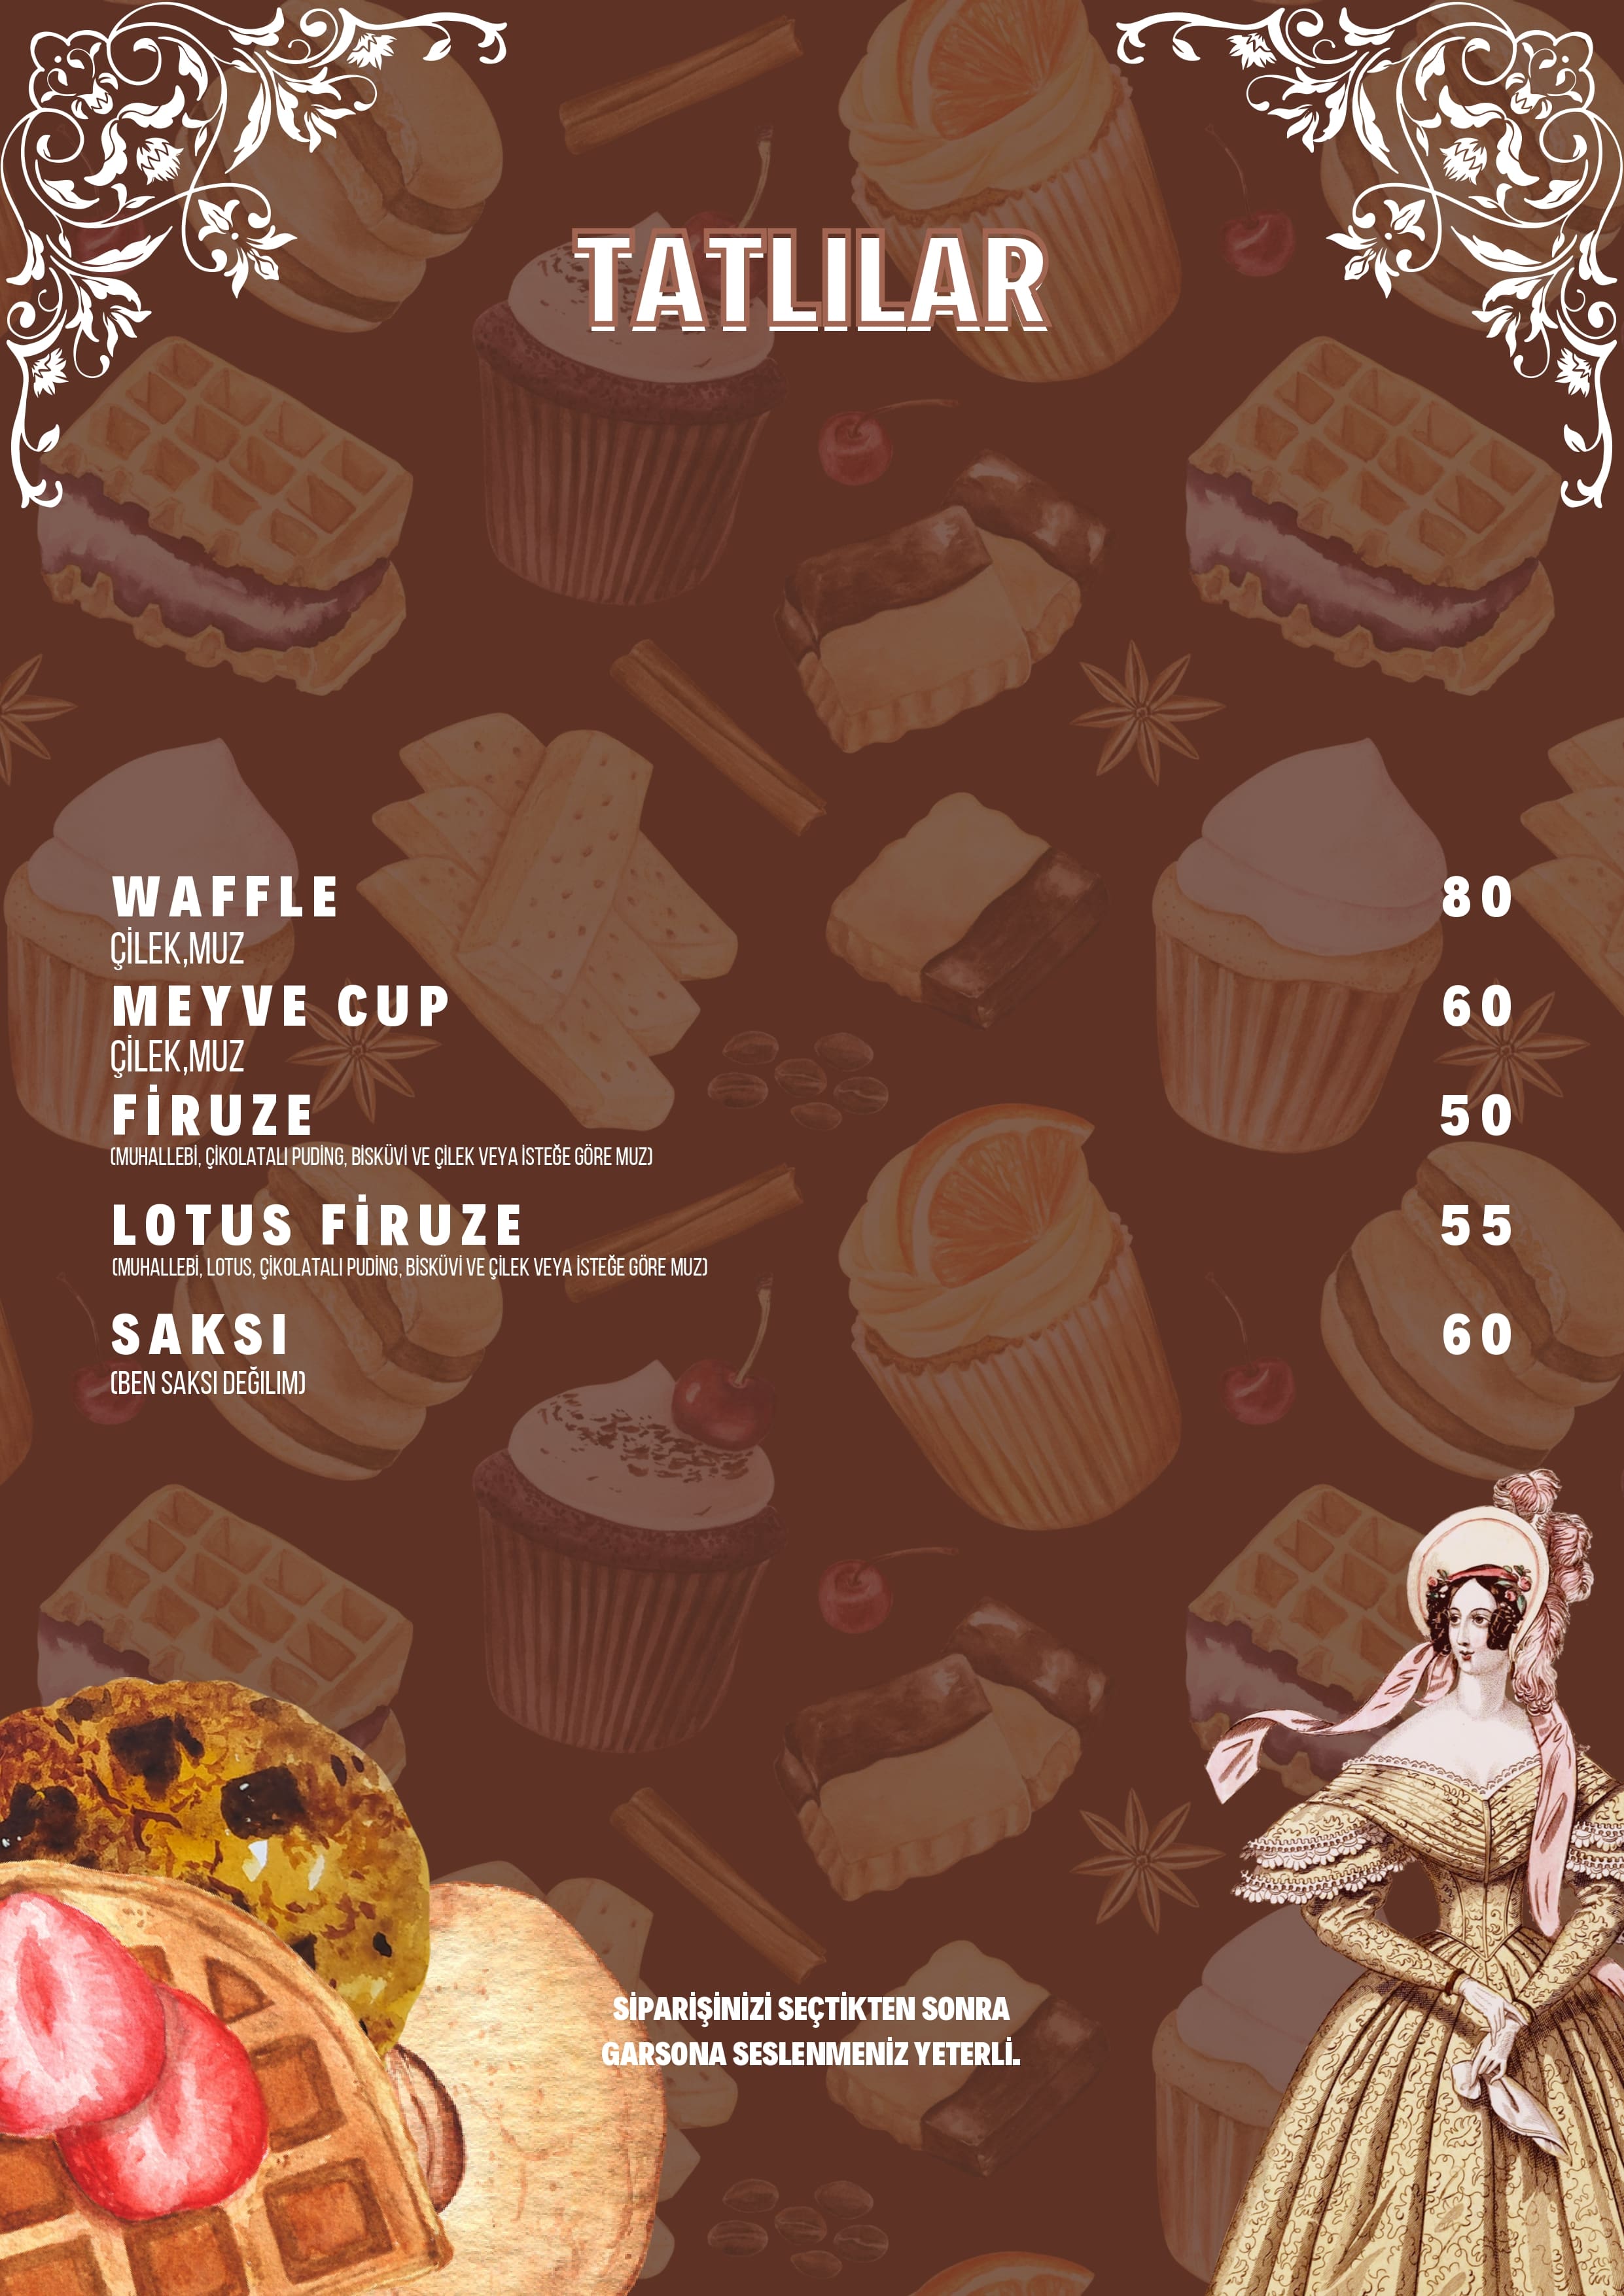 TATLILAR
WAFFLE 80
ÇİLEK,MUZ
MEYVE CUP 60
ÇİLEK,MUZ
FİRUZE 50
(MUHALLEBİ, ÇİKOLATALI PUDİNG, BİSKÜVİ VE ÇİLEK VEYA İSTEĞE GÖRE MUZ)
LOTUS FİRUZE 55
(MUHALLEBİ, LOTUS, ÇİKOLATALI PUDİNG, BİSKÜVİ VE ÇİLEK VEYA İSTEĞE GÖRE MUZ)
SAKSI 60
(BEN SAKSI DEĞILIM)
SİPARİŞİNİZİ SEÇTİKTEN SONRA
GARSONA SESLENMENİZ YETERLİ.